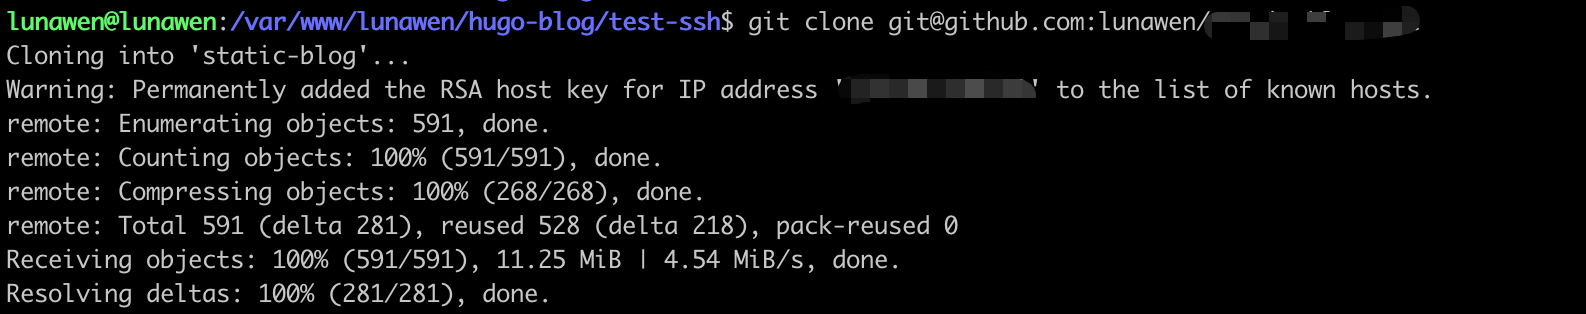 lunawen@lunawen:/var/www/lunawen/hugo-blog/test-ssh$ git clone git@github.com:lunawen/
Cloning into 'static-blog'...
Warning: Permanently added the RSA host key for IP address '' to the list of known hosts.
remote: Enumerating objects: 591, done.
remote: Counting objects: 100% (591/591), done.
remote: Compressing objects: 100% (268/268), done.
remote: Total 591 (delta 281), reused 528 (delta 218), pack-reused 0
Receiving objects: 100% (591/591), 11.25 MiB | 4.54 MiB/s, done.
Resolving deltas: 100% (281/281), done.